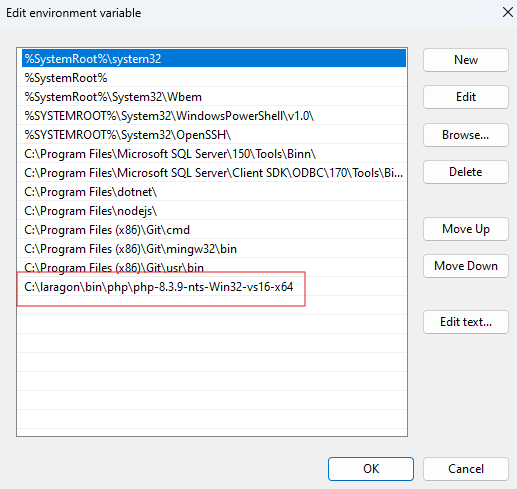 Edit environment variable
%SystemRoot%\system32
%SystemRoot%
%SystemRoot%\System32\Wbem
%SYSTEMROOT%\System32\WindowsPowerShell\v1.0\
%SYSTEMROOT%\System32\OpenSSH\
C:\Program Files\Microsoft SQL Server\150\Tools\Binn\
C:\Program Files\Microsoft SQL Server\Client SDK\ODBC\170\Tools\Bi...
C:\Program Files\dotnet\
C:\Program Files\nodejs\
C:\Program Files (x86)\Git\cmd
C:\Program Files (x86)\Git\mingw32\bin
C:\Program Files (x86)\Git\usr\bin
C:\laragon\bin\php\php-8.3.9-nts-Win32-vs16-x64
New
Edit
Browse...
Delete
Move Up
Move Down
Edit text...
OK
Cancel